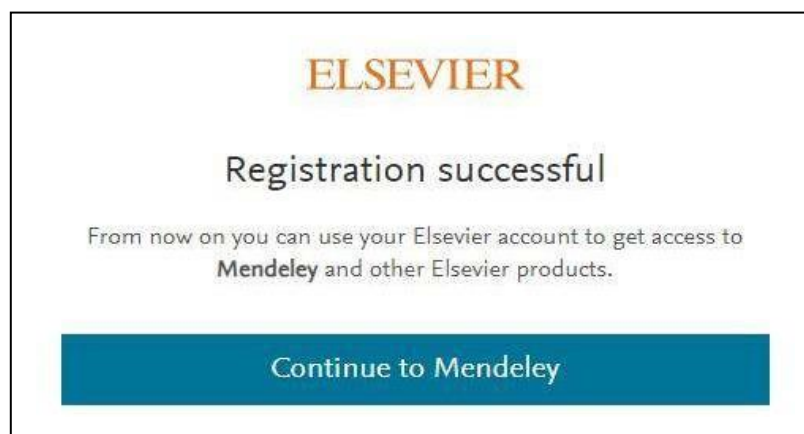 ELSEVIER
Registration successful
From now on you can use your Elsevier account to get access to
Mendeley and other Elsevier products.
Continue to Mendeley